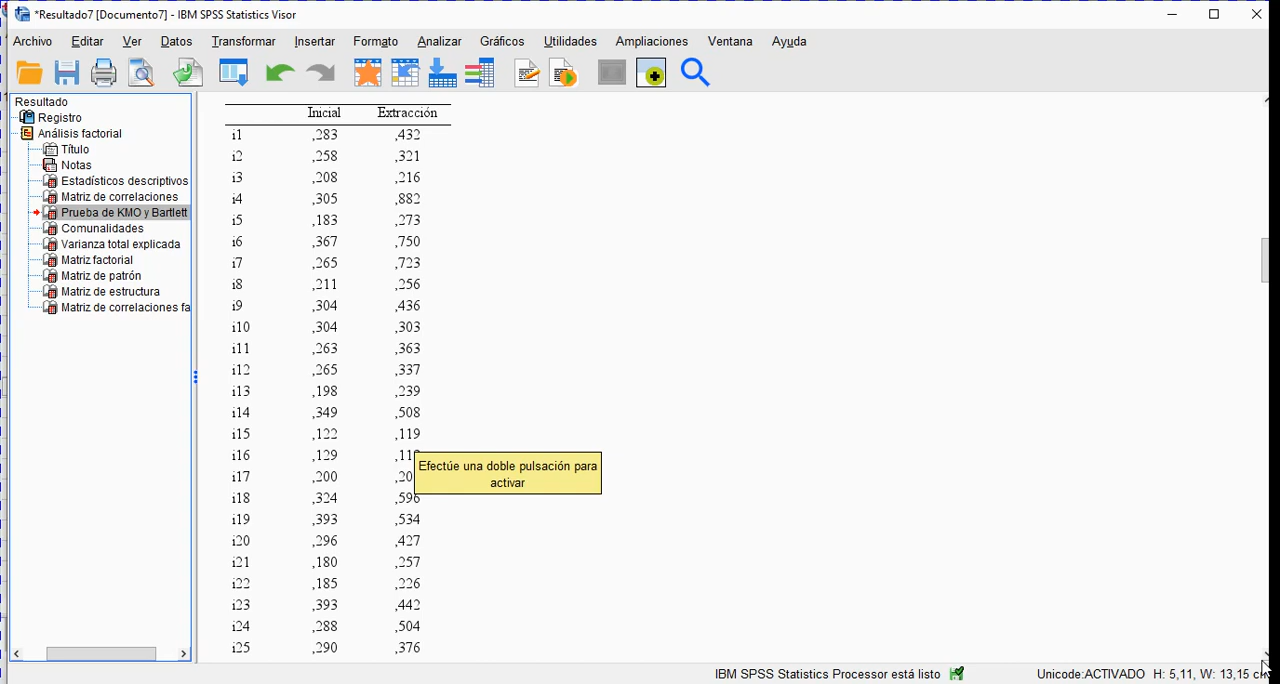 *Resultado7 [Documento7] - IBM SPSS Statistics Visor
Archivo Editar Ver Datos Transformar Insertar Formato Analizar Gráficos Utilidades Ampliaciones Ventana Ayuda
Resultado
Registro
Análisis factorial
Título
Notas
Estadísticos descriptivos
Matriz de correlaciones
Prueba de KMO y Bartlett
Comunalidades
Varianza total explicada
Matriz factorial
Matriz de patrón
Matriz de estructura
Matriz de correlaciones fa
Inicial Extracción
i1 ,283 ,432
i2 ,258 ,321
i3 ,208 ,216
i4 ,305 ,882
i5 ,183 ,273
i6 ,367 ,750
i7 ,265 ,723
i8 ,211 ,256
i9 ,304 ,436
i10 ,304 ,303
i11 ,263 ,363
i12 ,265 ,337
i13 ,198 ,239
i14 ,349 ,508
i15 ,122 ,119
i16 ,129
i17 ,200
i18 ,324 ,596
i19 ,393 ,534
i20 ,296 ,427
i21 ,180 ,257
i22 ,185 ,226
i23 ,393 ,442
i24 ,288 ,504
i25 ,290 ,376
Efectúe una doble pulsación para
activar
IBM SPSS Statistics Processor está listo Unicode:ACTIVADO H: 5,11, W: 13,15